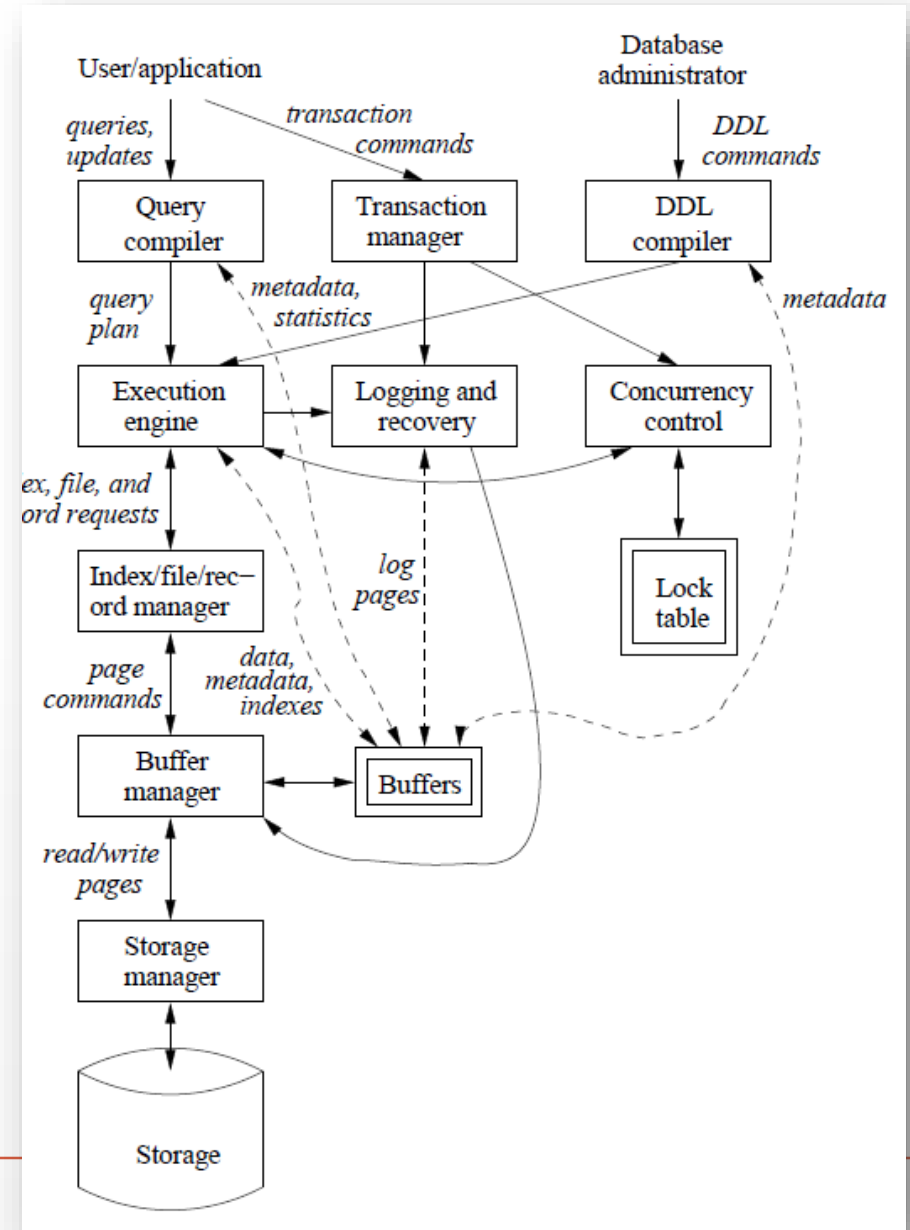 User/application
Database
administrator
queries,
updates
transaction
commands
DDL
commands
Query
compiler
Transaction
manager
DDL
compiler
query
plan
metadata,
statistics
metadata
Execution
engine
Logging and
recovery
Concurrency
control
ex, file, and
ord requests
Index/file/rec–
ord manager
log
pages
Lock
table
page
commands
data,
metadata,
indexes
Buffer
manager
Buffers
read/write
pages
Storage
manager
Storage